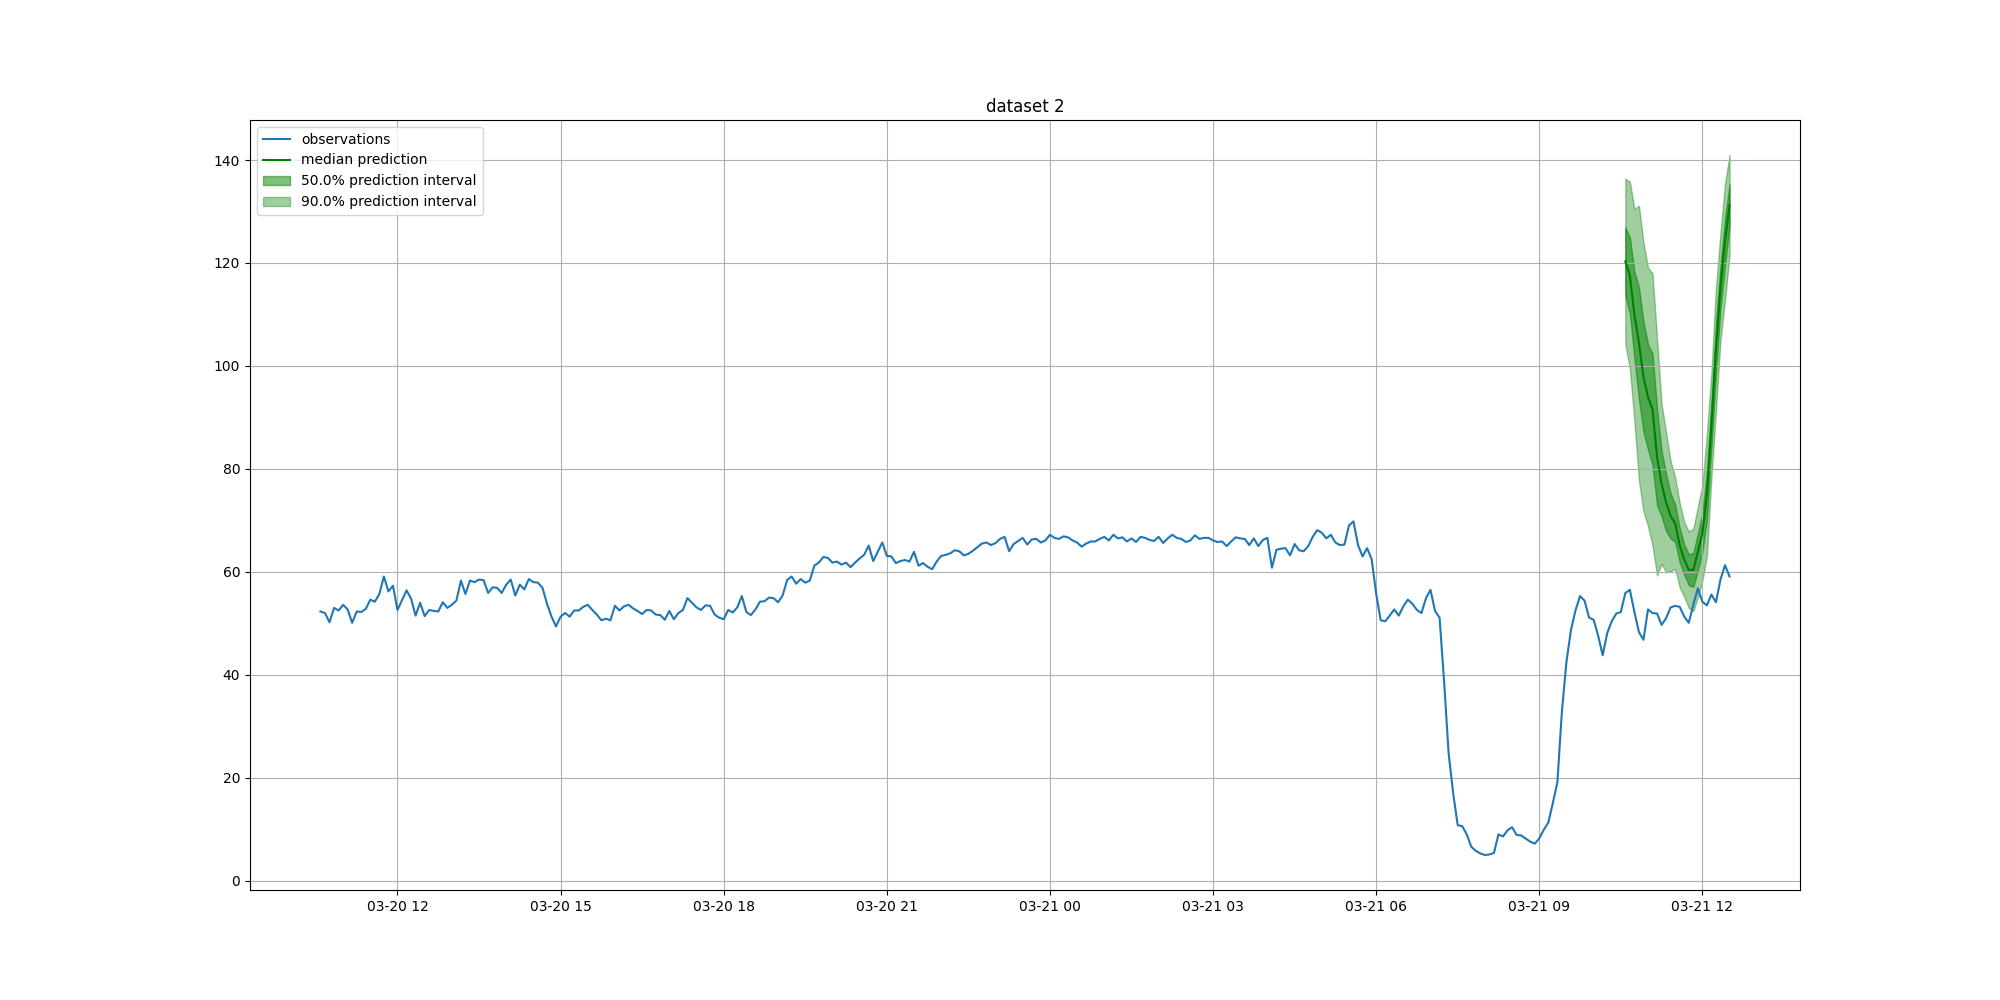 dataset 2
observations
median prediction
50.0% prediction interval
90.0% prediction interval
140
120
100
80
60
40
20
0
03-20 12 03-20 15 03-20 18 03-20 21 03-21 00 03-21 03 03-21 06 03-21 09 03-21 12